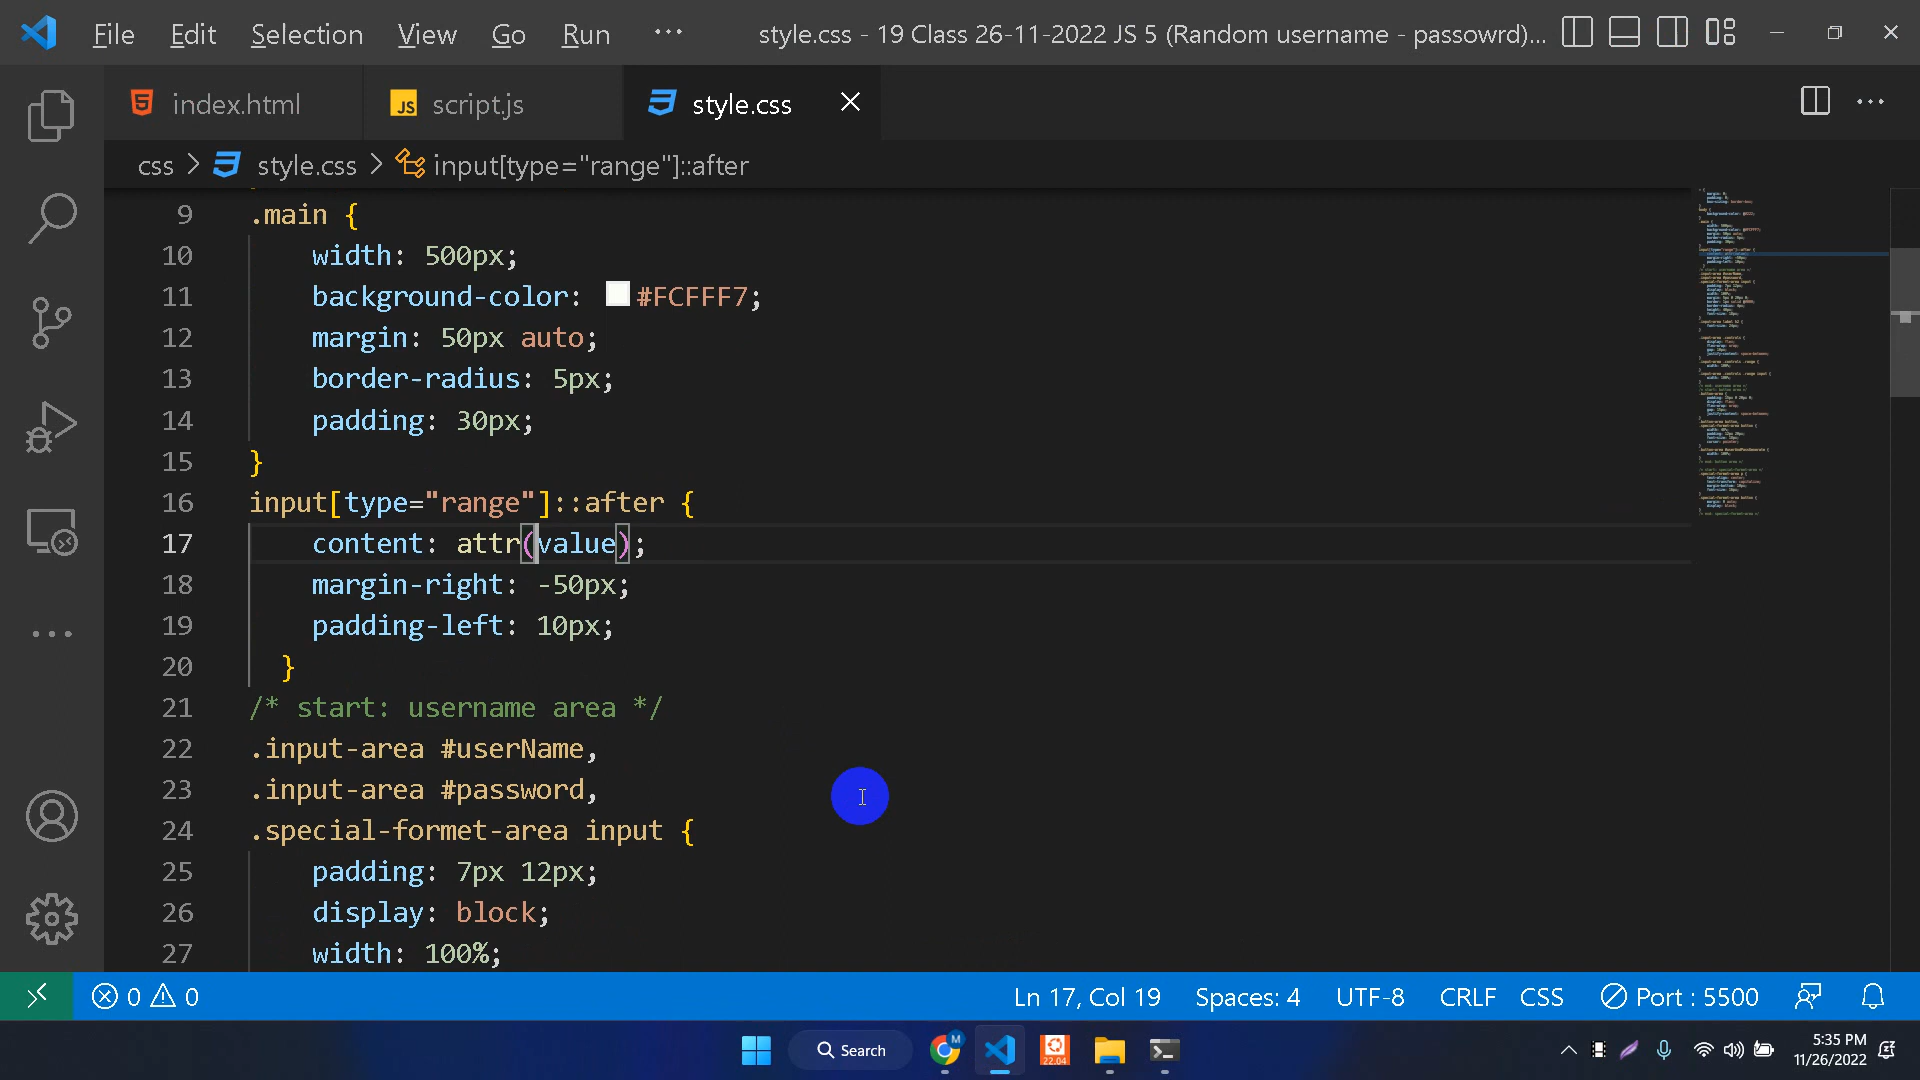 File Edit Selection View Go Run ··· style.css - 19 Class 26-11-2022 JS 5 (Random username - passowrd)...
index.html JS script.js style.css
css > style.css > input[type="range"]::after
9 .main {
10 width: 500px;
11 background-color: #FCFFF7;
12 margin: 50px auto;
13 border-radius: 5px;
14 padding: 30px;
15 }
16 input[type="range"]::after {
17 content: attr(value);
18 margin-right: -50px;
19 padding-left: 10px;
20 }
21 /* start: username area */
22 .input-area #userName,
23 .input-area #password,
24 .special-formet-area input {
25 padding: 7px 12px;
26 display: block;
27 width: 100%;
0 0 Ln 17, Col 19 Spaces: 4 UTF-8 CRLF CSS Port : 5500
Search M 22.04 5:35 PM
11/26/2022